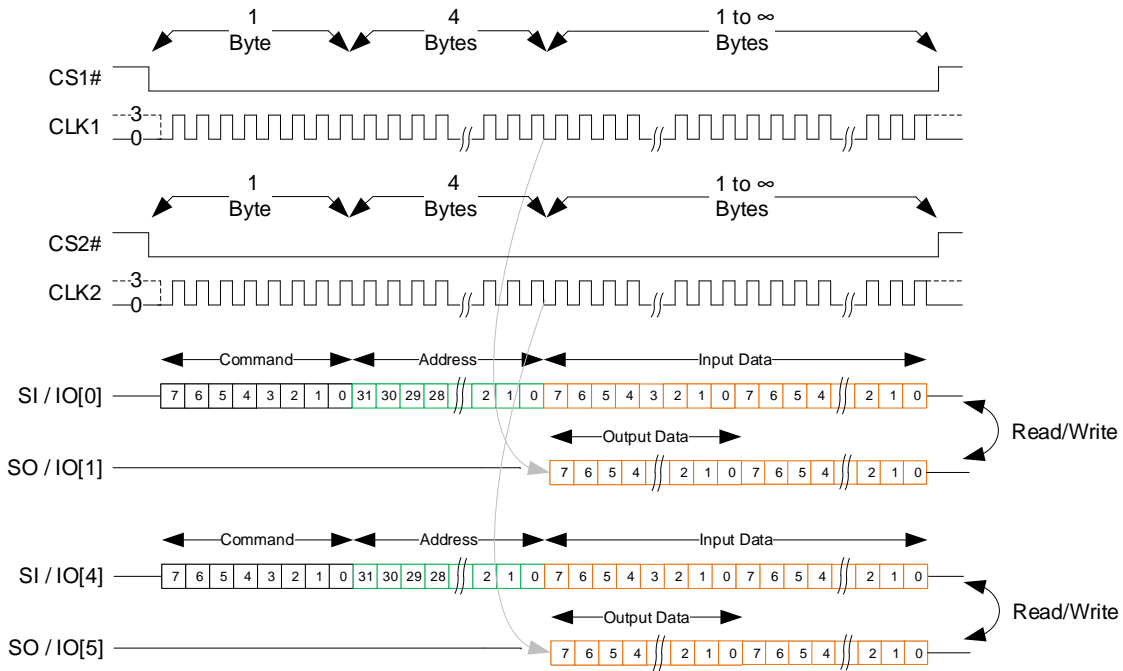 1 4 1 to ∞
Byte Bytes Bytes
CS1#
3
CLK1
0
1 4 1 to ∞
Byte Bytes Bytes
CS2#
3
CLK2
0
Command Address Input Data
SI / IO[0] 7 6 5 4 3 2 1 0 31 30 29 28 2 1 0 7 6 5 4 3 2 1 0 7 6 5 4 2 1 0
Read/Write
Output Data
SO / IO[1] 7 6 5 4 2 1 0 7 6 5 4 2 1 0
Command Address Input Data
SI / IO[4] 7 6 5 4 3 2 1 0 31 30 29 28 2 1 0 7 6 5 4 3 2 1 0 7 6 5 4 2 1 0
Read/Write
Output Data
SO / IO[5] 7 6 5 4 2 1 0 7 6 5 4 2 1 0